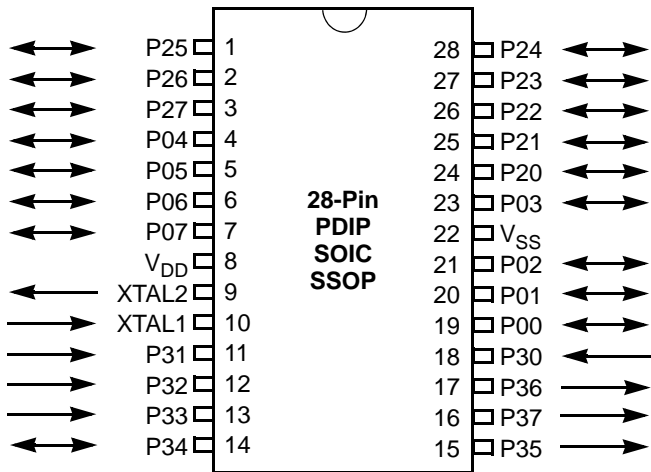 P25 1 28 P24
P26 2 27 P23
P27 3 26 P22
P04 4 25 P21
P05 5 24 P20
P06 6 28-Pin 23 P03
P07 7 PDIP 22 VSS
VDD 8 SOIC 21 P02
XTAL2 9 SSOP 20 P01
XTAL1 10 19 P00
P31 11 18 P30
P32 12 17 P36
P33 13 16 P37
P34 14 15 P35